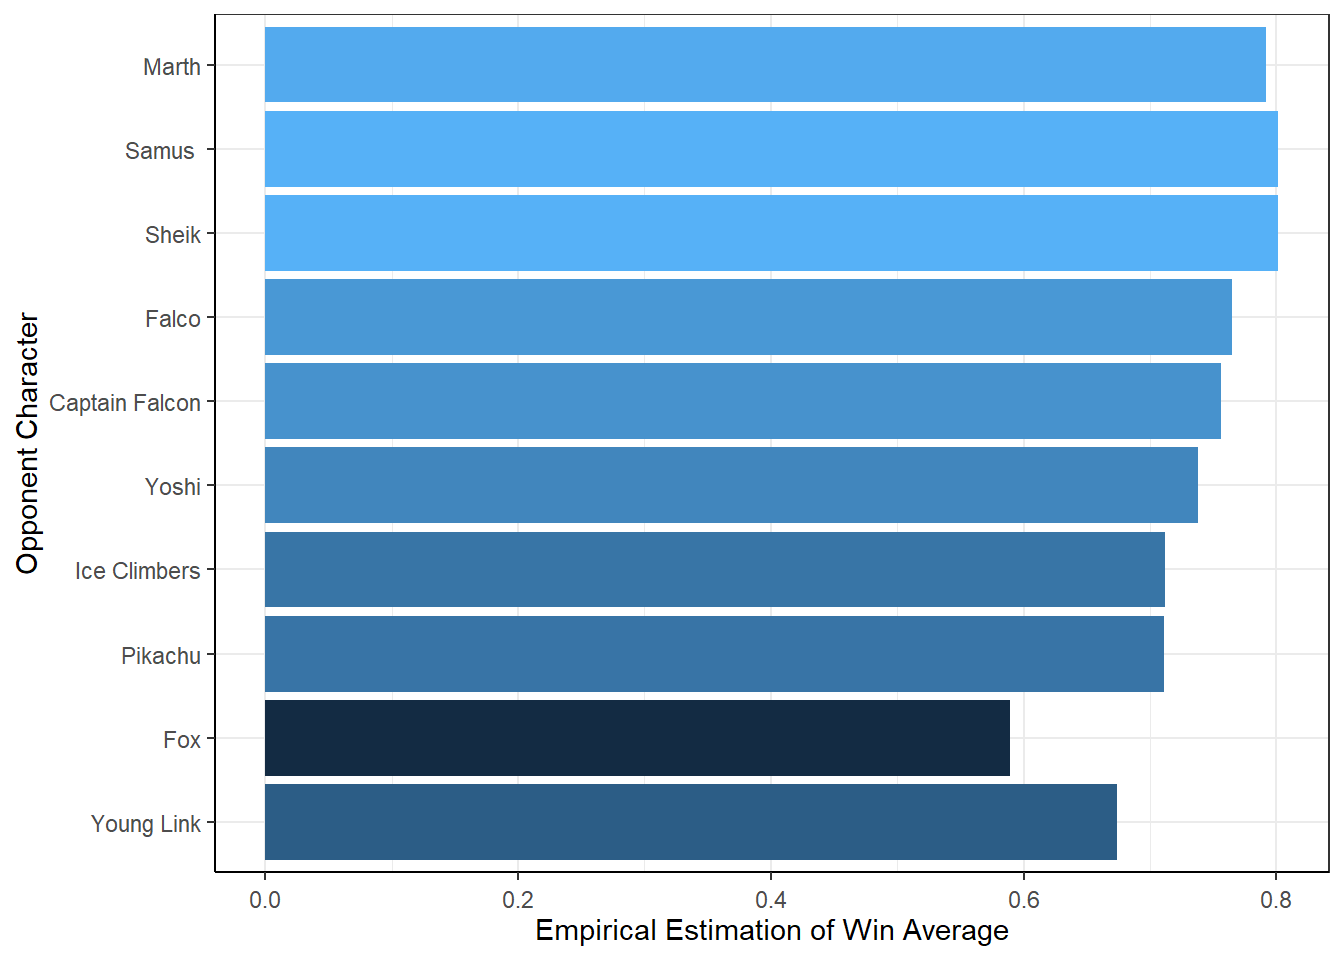 Opponent Character
Marth
Samus
Sheik
Falco
Captain Falcon
Yoshi
Ice Climbers
Pikachu
Fox
Young Link
0.0 0.2 0.4 0.6 0.8
Empirical Estimation of Win Average